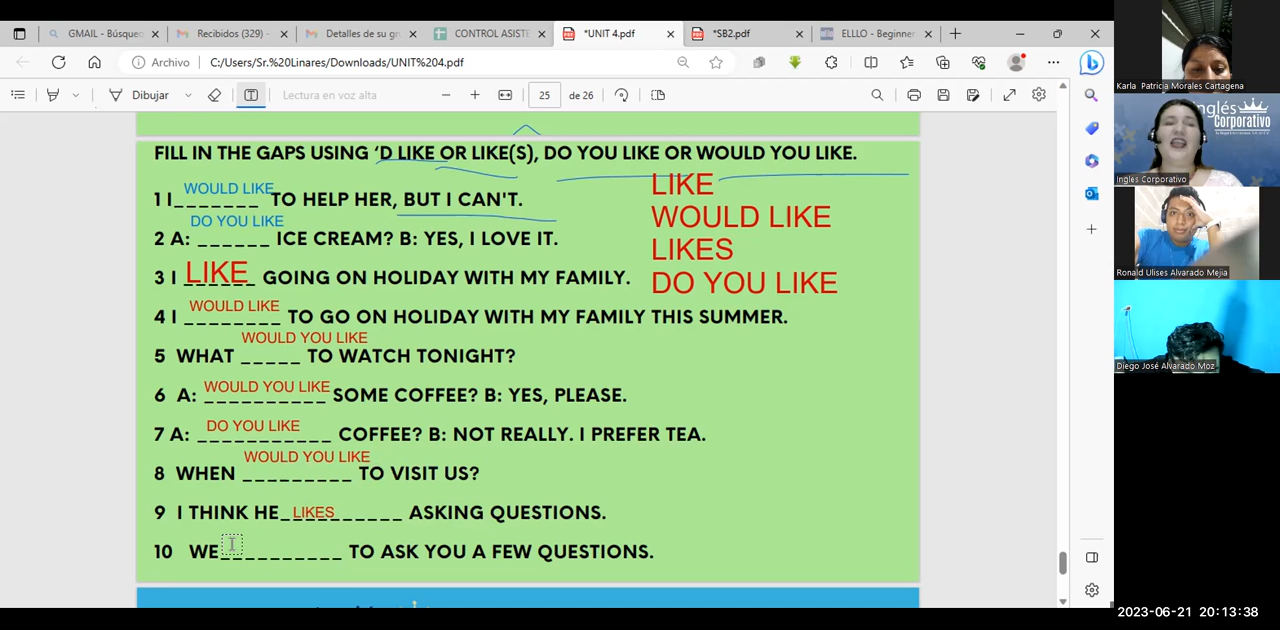 GMAIL - Búsqued
Recibidos (329) -
Detalles de su gr
CONTROL ASISTE
*UNIT 4.pdf
*SB2.pdf
ELLLO - Beginner
Archivo
C:/Users/Sr.%20Linares/Downloads/UNIT%204.pdf
Dibujar
Lectura en voz alta
25
de 26
FILL IN THE GAPS USING ‘D LIKE OR LIKE(S), DO YOU LIKE OR WOULD YOU LIKE.
LIKE
WOULD LIKE
LIKES
DO YOU LIKE
WOULD LIKE
1 I_______ TO HELP HER, BUT I CAN'T.
DO YOU LIKE
2 A: ______ ICE CREAM? B: YES, I LOVE IT.
3 I LIKE GOING ON HOLIDAY WITH MY FAMILY.
WOULD LIKE
4 I ________ TO GO ON HOLIDAY WITH MY FAMILY THIS SUMMER.
WOULD YOU LIKE
5 WHAT _____ TO WATCH TONIGHT?
WOULD YOU LIKE
6 A: __________ SOME COFFEE? B: YES, PLEASE.
DO YOU LIKE
7 A: ___________ COFFEE? B: NOT REALLY. I PREFER TEA.
WOULD YOU LIKE
8 WHEN _________ TO VISIT US?
9 I THINK HE_LIKES______ ASKING QUESTIONS.
10 WE__________ TO ASK YOU A FEW QUESTIONS.
Karla Patricia Morales Cartagena
Inglés
Corporativo
Ingles Corporativo
Ronald Ulises Alvarado Mejia
Diego José Alvarado Moz
2023-06-21 20:13:38